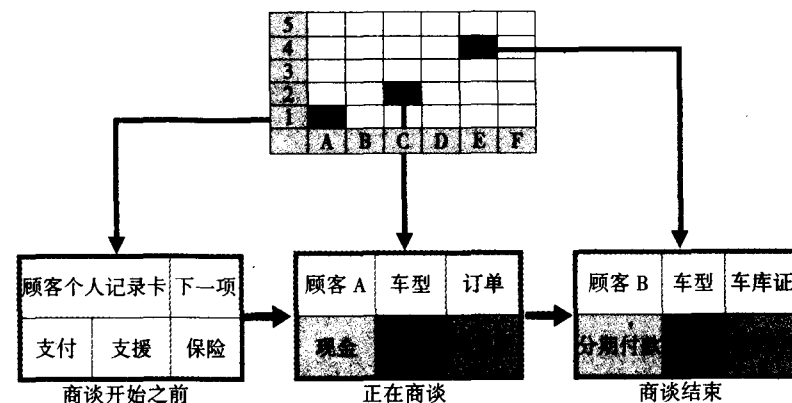 5
4
3
2
1
A B C D E F
顾客个人记录卡 下一项
支付 支援 保险
商谈开始之前
顾客 A 车型 订单
现金
正在商谈
顾客 B 车型 车库证
分期付款
商谈结束